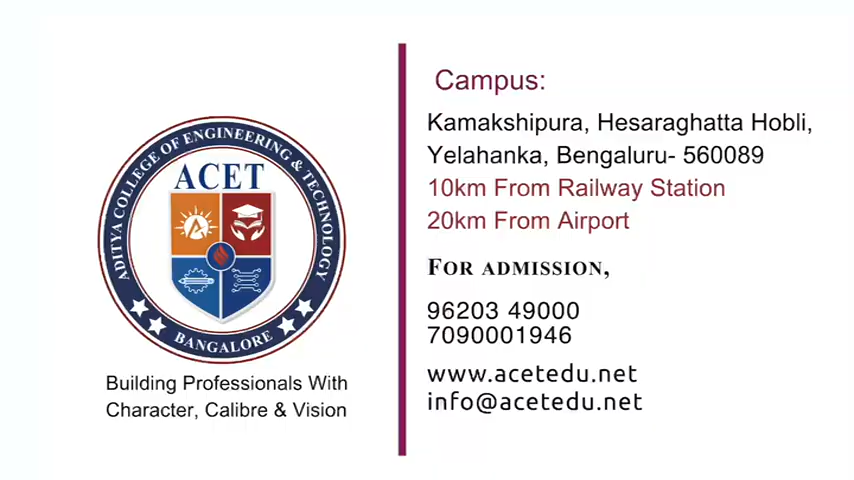 ADITYA COLLEGE OF ENGINEERING & TECHNOLOGY
ACET
BANGALORE
Building Professionals With
Character, Calibre & Vision
Campus:
Kamakshipura, Hesaraghatta Hobli,
Yelahanka, Bengaluru- 560089
10km From Railway Station
20km From Airport
FOR ADMISSION,
96203 49000
7090001946
www.acetedu.net
info@acetedu.net